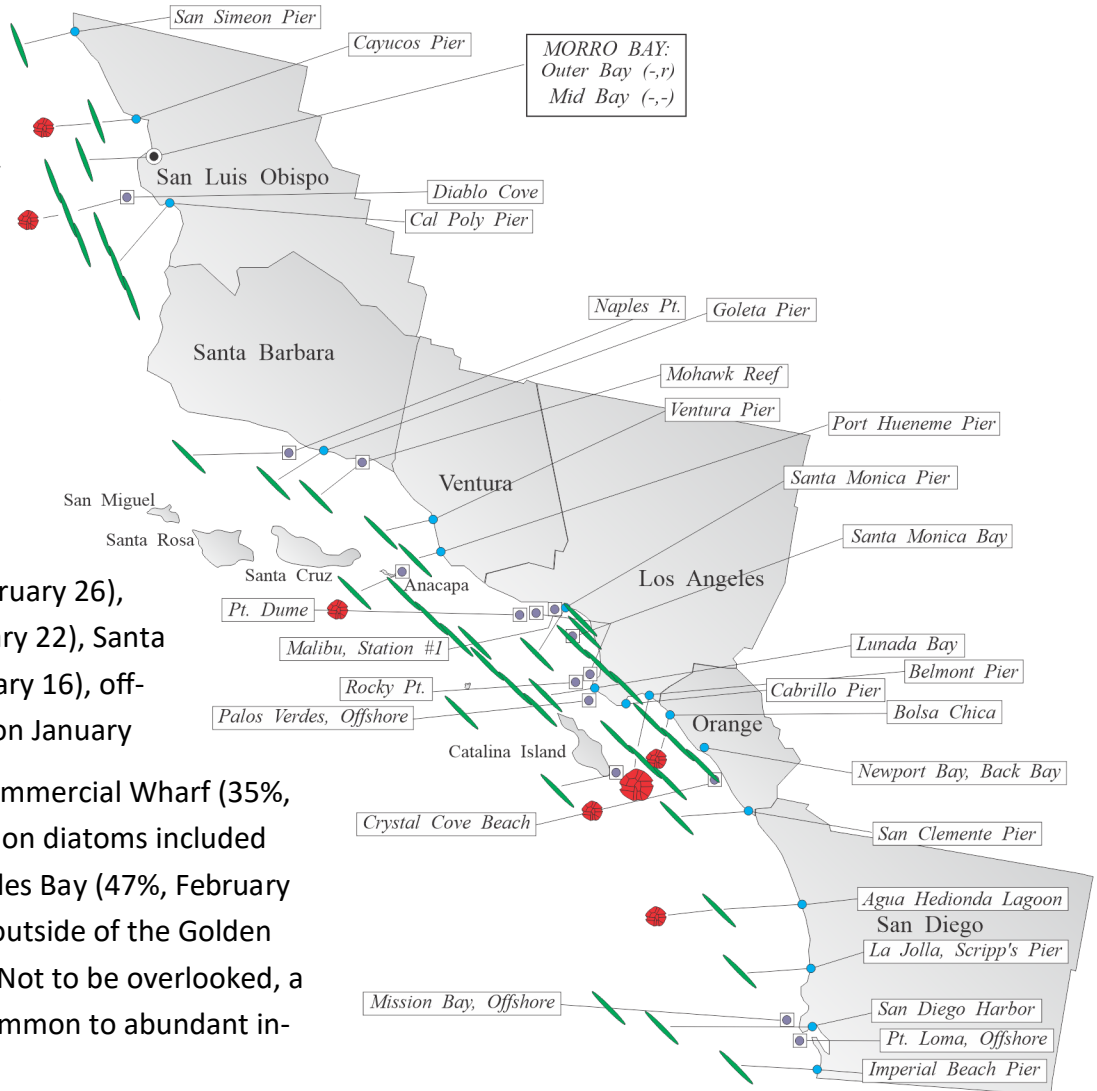 San Simeon Pier
Cayucos Pier
MORRO BAY:
Outer Bay (-,r)
Mid Bay (-,-)
San Luis Obispo
Diablo Cove
Cal Poly Pier
Naples Pt.
Goleta Pier
Santa Barbara
Mohawk Reef
Ventura Pier
Port Hueneme Pier
Ventura
Santa Monica Pier
San Miguel
Santa Rosa
Santa Monica Bay
Santa Cruz
Anacapa
Los Angeles
Pt. Dume
Malibu, Station #1
Lunada Bay
Rocky Pt.
Belmont Pier
Cabrillo Pier
Palos Verdes, Offshore
Bolsa Chica
Orange
Catalina Island
Newport Bay, Back Bay
Crystal Cove Beach
San Clemente Pier
Agua Hedionda Lagoon
San Diego
La Jolla, Scripp's Pier
Mission Bay, Offshore
San Diego Harbor
Pt. Loma, Offshore
Imperial Beach Pier
ruary 26),
ary 22), Santa
ary 16), off-
on January
mmercial Wharf (35%,
on diatoms included
les Bay (47%, February
outside of the Golden
Not to be overlooked, a
mmon to abundant in-